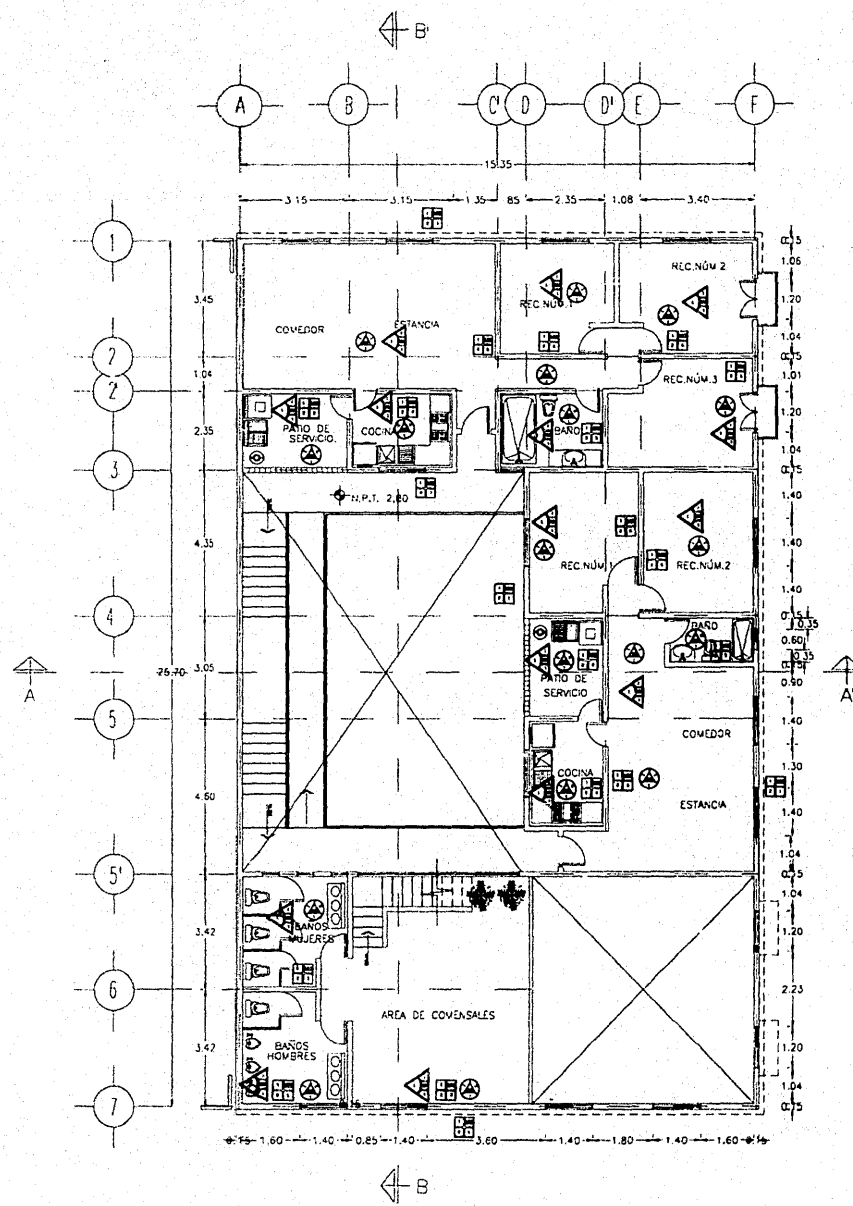 B'
A B C' D D' E F
15.35
3.15 3.15 1.35 .85 2.35 1.08 3.40
1
2
2'
3
4
5
5'
6
7
3.45
1.04
2.35
4.35
3.05
4.60
3.42
3.42
25.70
REC.NÚM 2
REC.NÚM.1
COMEDOR
ESTANCIA
REC.NÚM.3
PATIO DE
SERVICIO
COCINA
BAÑO
N.P.T. 2.80
REC.NÚM.1
REC.NÚM.2
BAÑO
PATIO DE
SERVICIO
COMEDOR
COCINA
ESTANCIA
BAÑOS
MUJERES
AREA DE COMENSALES
BAÑOS
HOMBRES
A
A'
0.15
1.06
1.20
1.04
0.15
1.01
1.20
1.04
0.15
1.40
1.40
1.40
0.15
0.35
0.60
0.35
0.15
0.90
1.40
1.30
1.40
1.04
0.15
1.04
1.20
2.23
1.20
1.04
0.15
0.15 1.60 1.40 0.85 1.40 3.60 1.40 1.80 1.40 1.60 0.15
B